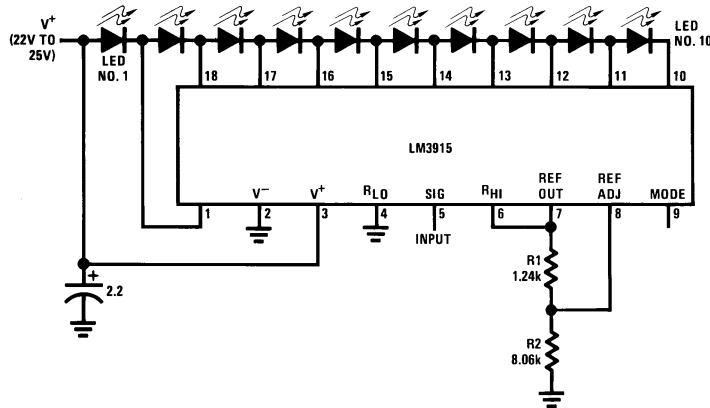 V+
(22V TO
25V)
LED
NO. 1
LED
NO. 10
18
17
16
15
14
13
12
11
10
LM3915
V−
V+
RLO
SIG
RHI
REF
OUT
REF
ADJ
MODE
1
2
3
4
5
6
7
8
9
INPUT
+
2.2
R1
1.24k
R2
8.06k